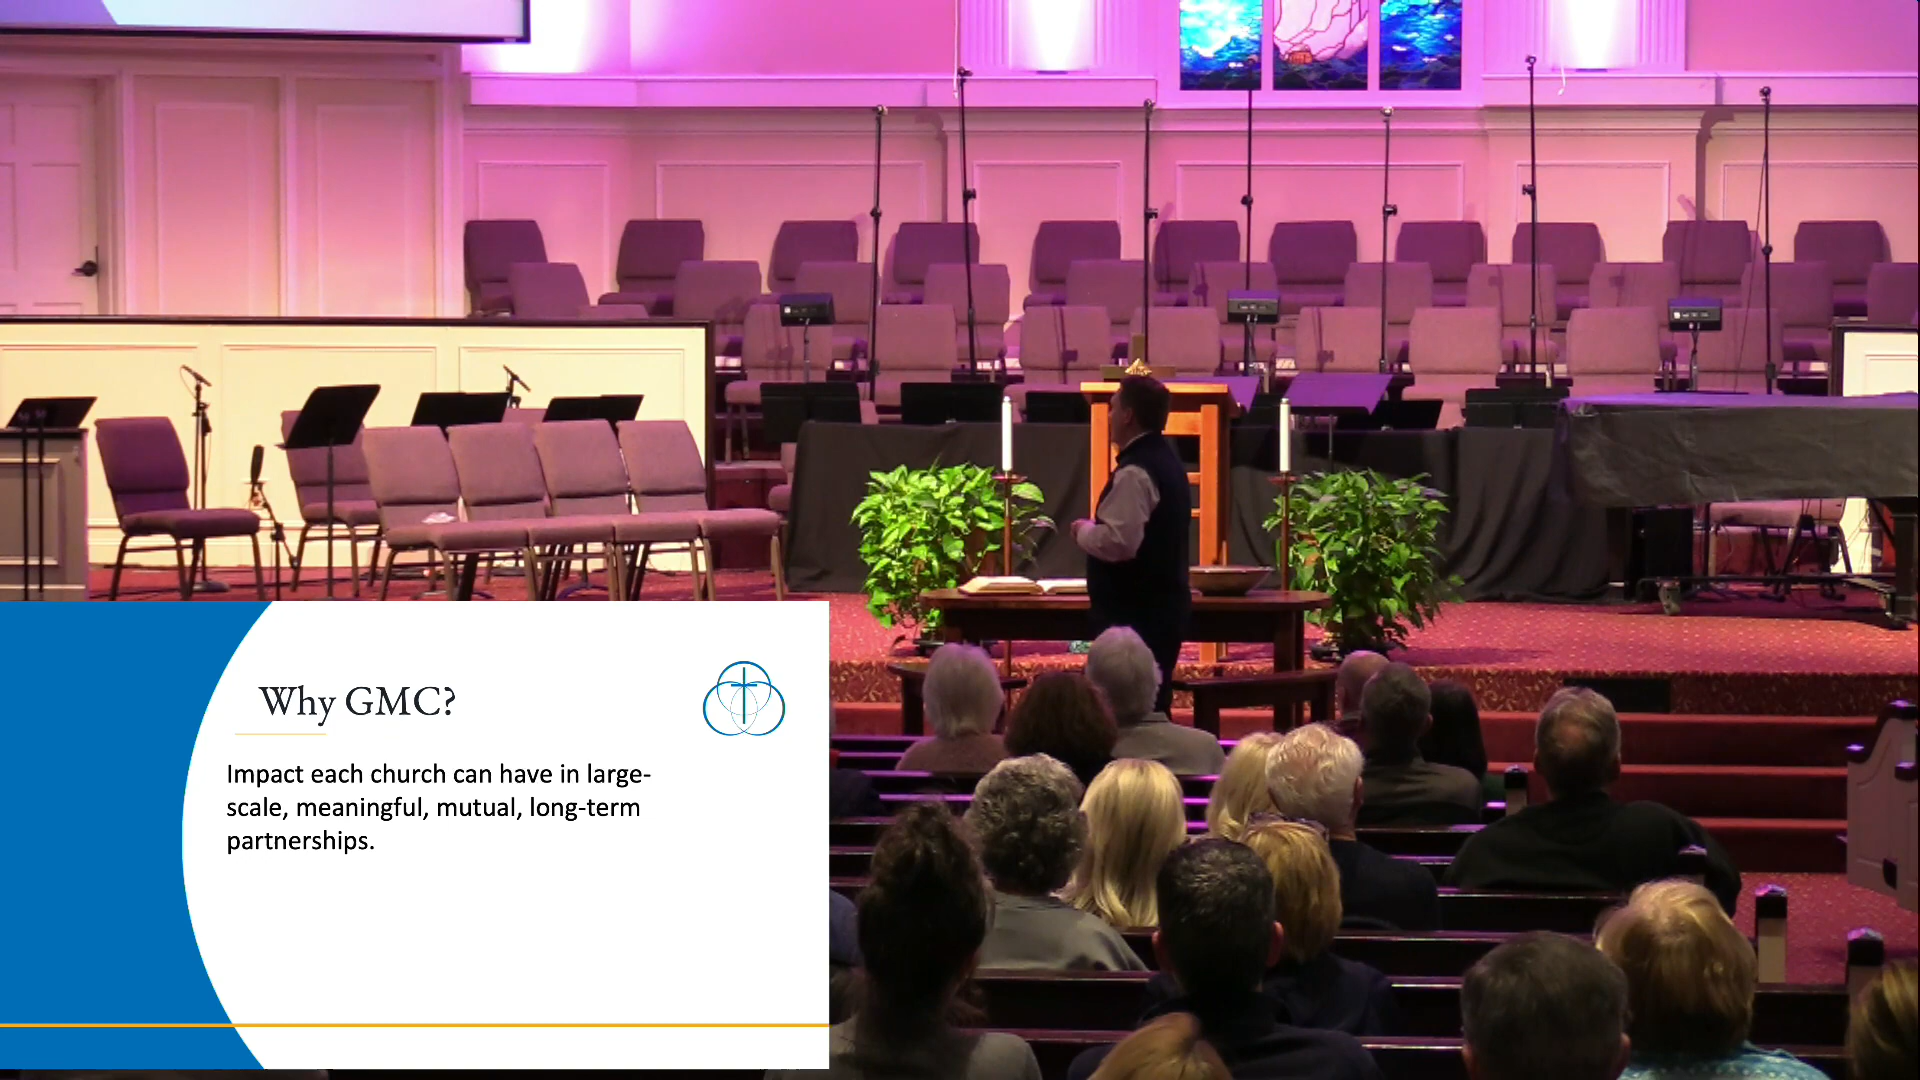 Why GMC?
Impact each church can have in large-
scale, meaningful, mutual, long-term
partnerships.